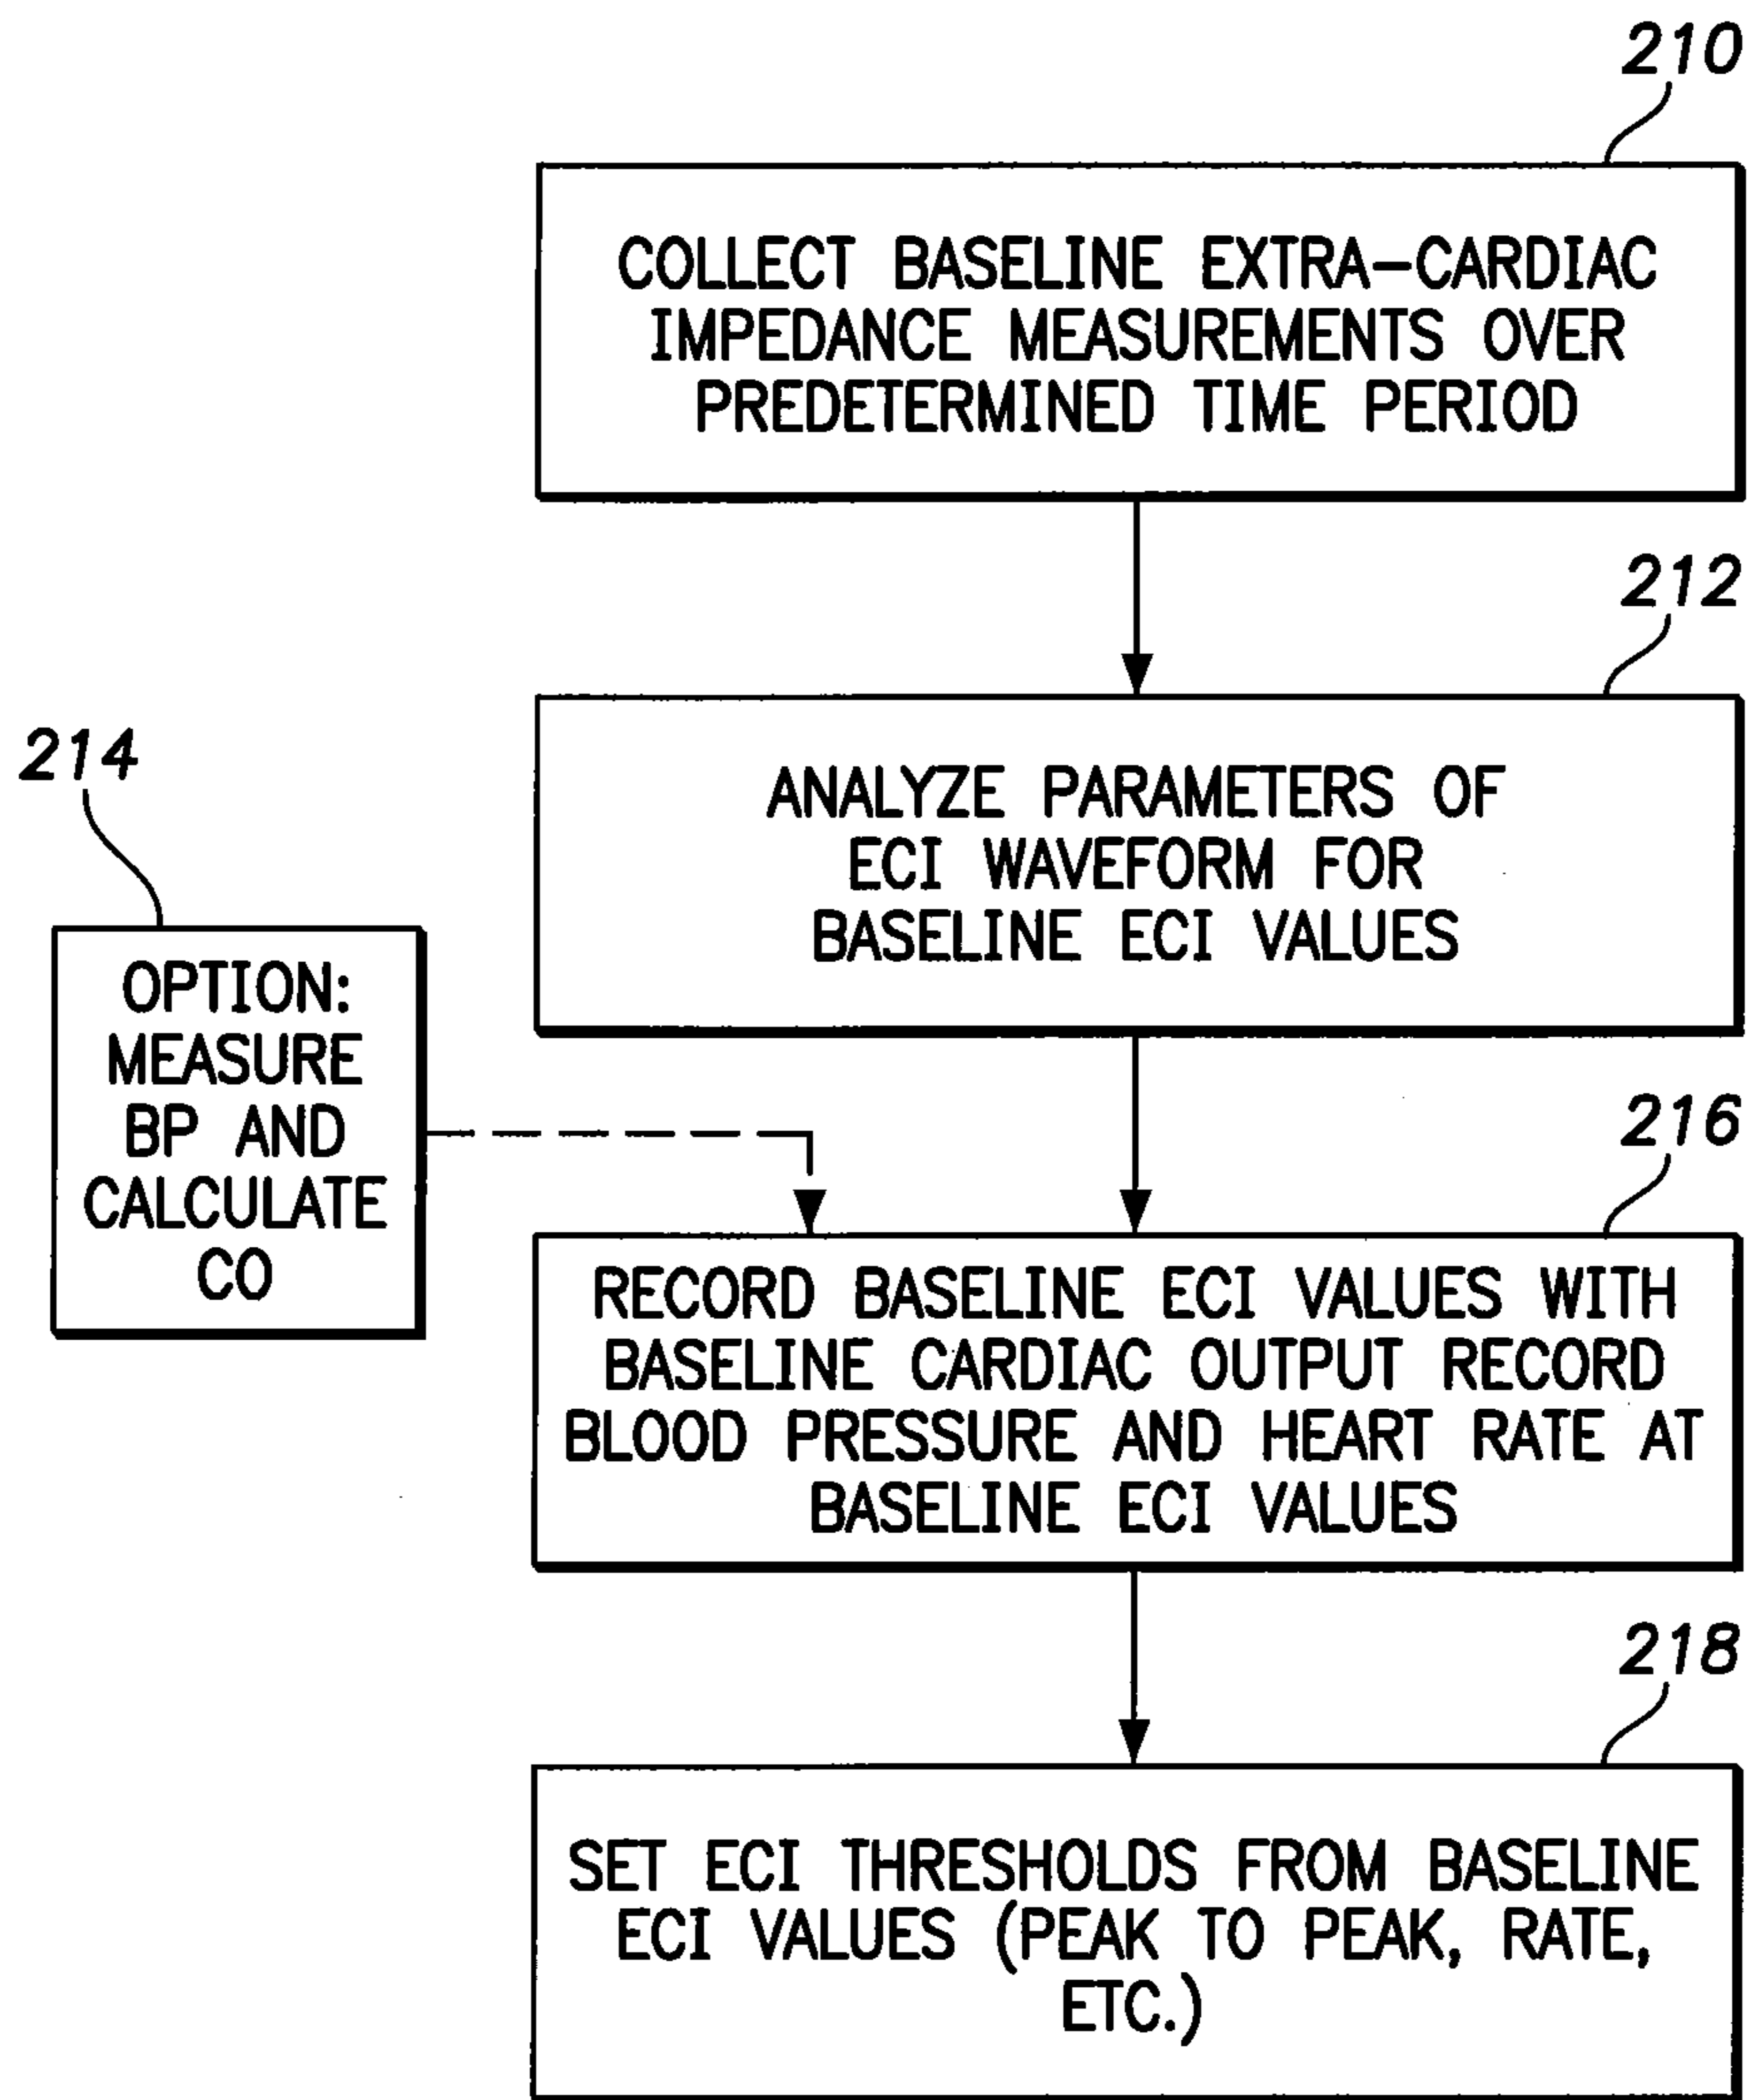 210
COLLECT BASELINE EXTRA-CARDIAC
IMPEDANCE MEASUREMENTS OVER
PREDETERMINED TIME PERIOD
212
ANALYZE PARAMETERS OF
ECI WAVEFORM FOR
BASELINE ECI VALUES
214
OPTION:
MEASURE
BP AND
CALCULATE
CO
216
RECORD BASELINE ECI VALUES WITH
BASELINE CARDIAC OUTPUT RECORD
BLOOD PRESSURE AND HEART RATE AT
BASELINE ECI VALUES
218
SET ECI THRESHOLDS FROM BASELINE
ECI VALUES (PEAK TO PEAK, RATE,
ETC.)